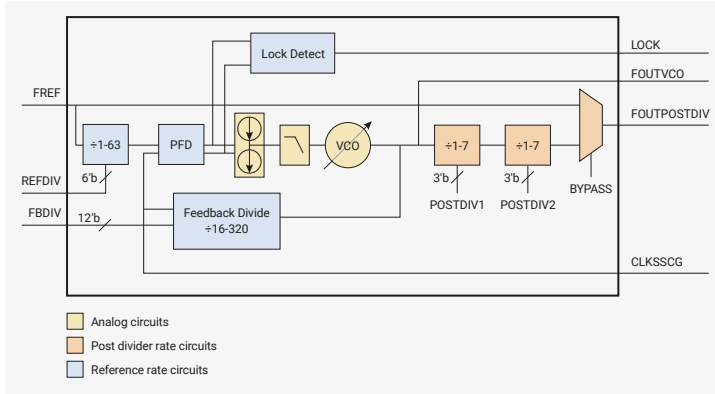 Lock Detect
LOCK
FOUTVCO
FREF
FOUTPOSTDIV
÷1-63
PFD
VCO
÷1-7
÷1-7
6'b
3'b
3'b
BYPASS
REFDIV
POSTDIV1
POSTDIV2
FBDIV
12'b
Feedback Divide
÷16-320
CLKSSCG
Analog circuits
Post divider rate circuits
Reference rate circuits